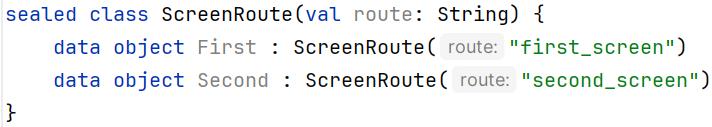 sealed class ScreenRoute(val route: String) {
    data object First : ScreenRoute( route: "first_screen")
    data object Second : ScreenRoute( route: "second_screen")
}